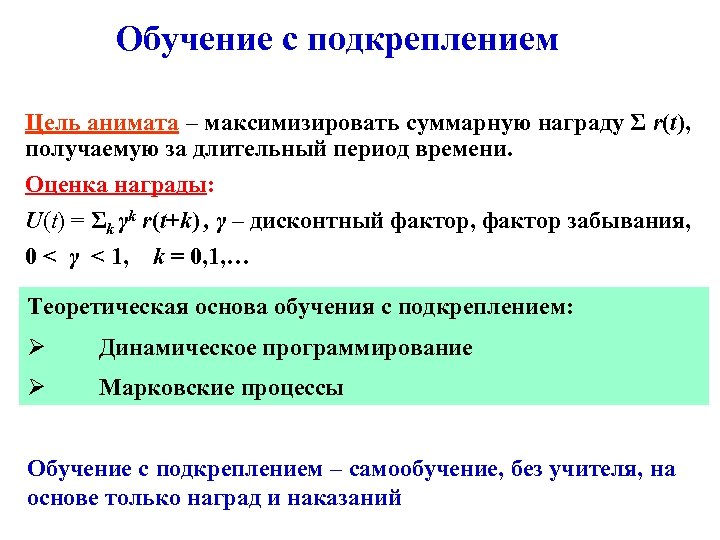 Обучение с подкреплением
Цель анимата – максимизировать суммарную награду Σ r(t),
получаемую за длительный период времени.
Оценка награды:
U(t) = Σₖ γᵏ r(t+k) , γ – дисконтный фактор, фактор забывания,
0 < γ < 1, k = 0,1,…
Теоретическая основа обучения с подкреплением:
Ø Динамическое программирование
Ø Марковские процессы
Обучение с подкреплением – самообучение, без учителя, на
основе только наград и наказаний